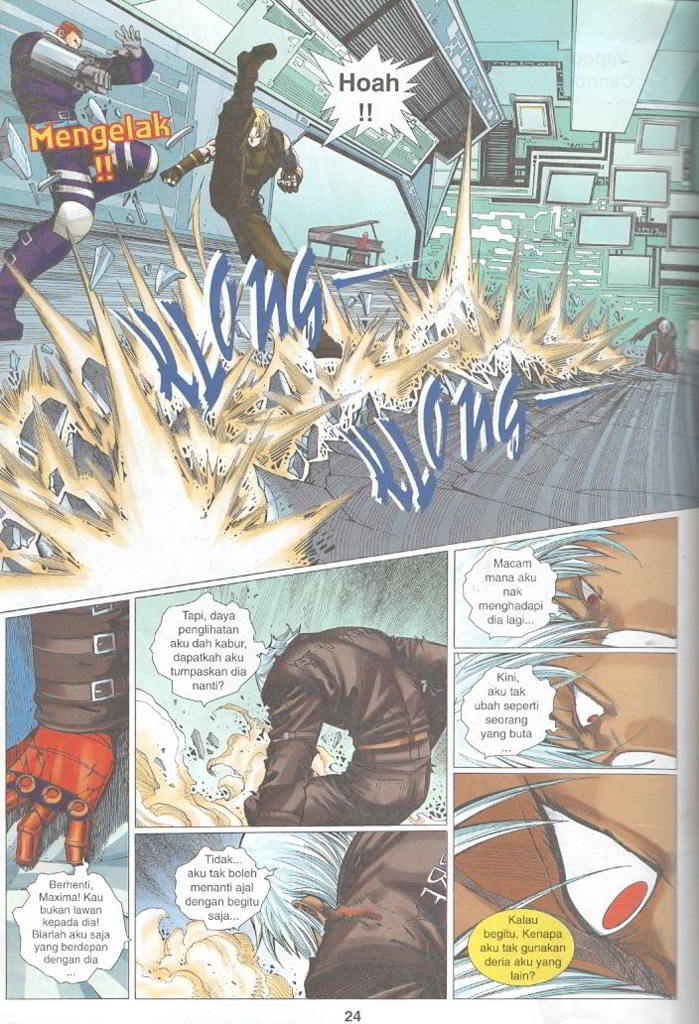 Mengelak
!!
Hoah
!!
KLONG
KLONG
Macam
mana aku
nak
menghadapi
dia lagi...
Kini,
aku tak
ubah seperti
seorang
yang buta
...
Kalau
begitu, Kenapa
aku tak gunakan
deria aku yang
lain?
Tapi, daya
penglihatan
aku dah kabur,
dapatkah aku
tumpaskan dia
nanti?
Tidak...
aku tak boleh
menanti ajal
dengan begitu
saja...
Berhenti,
Maxima! Kau
bukan lawan
kepada dia!
Biarlah aku saja
yang berdepan
dengan dia
...
24